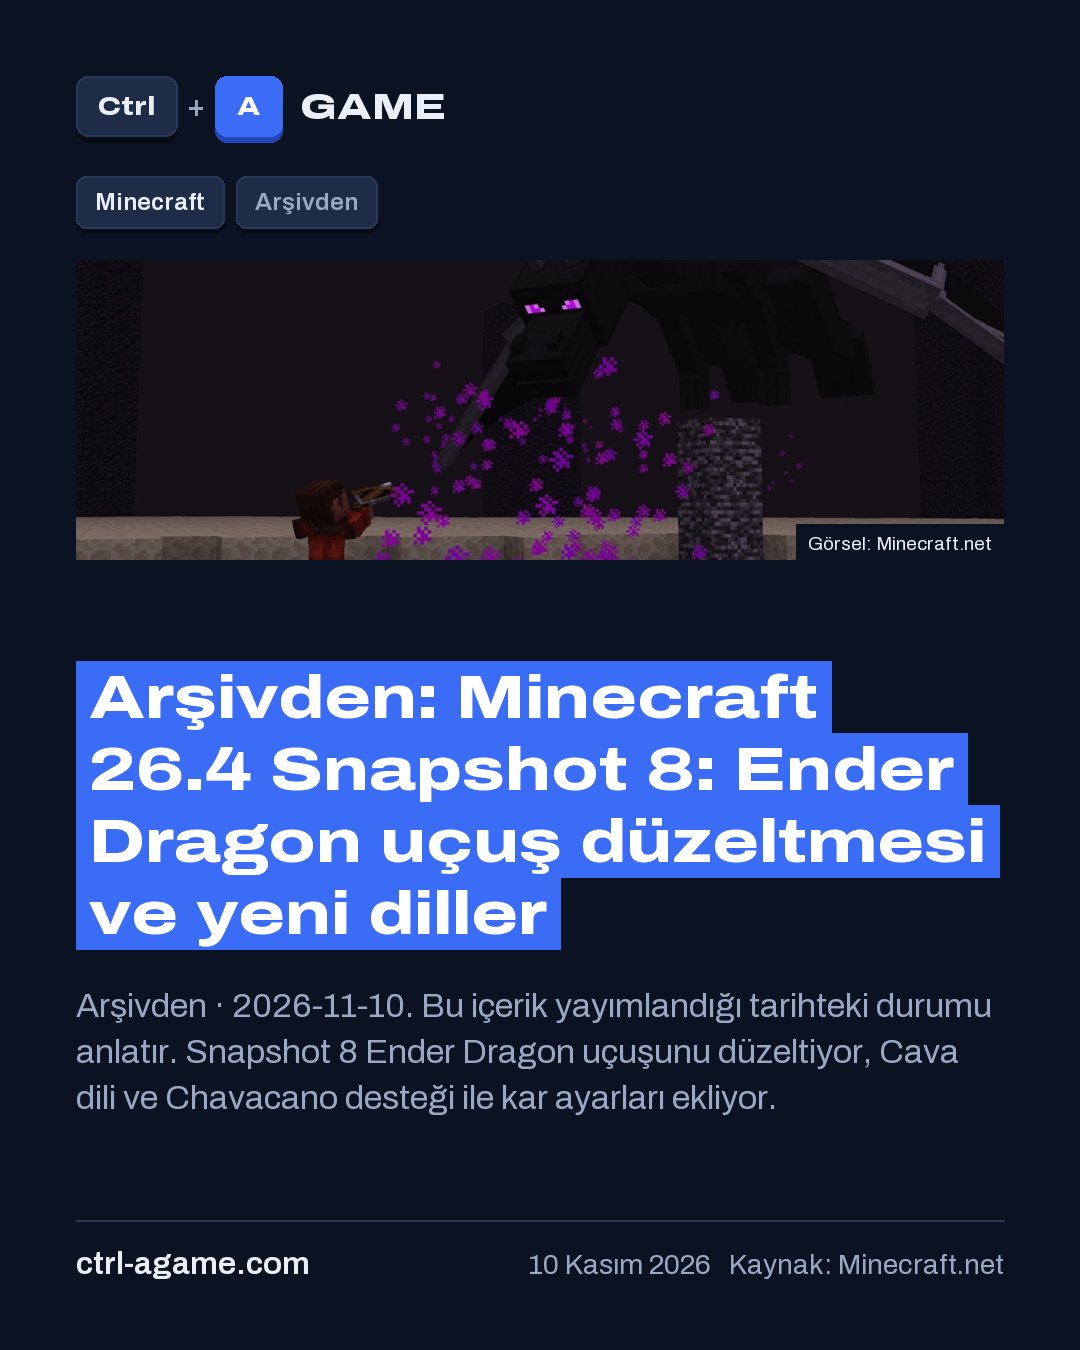 Ctrl + A GAME
Minecraft Arşivden
Görsel: Minecraft.net
Arşivden: Minecraft
26.4 Snapshot 8: Ender
Dragon uçuş düzeltmesi
ve yeni diller
Arşivden · 2026-11-10. Bu içerik yayımlandığı tarihteki durumu
anlatır. Snapshot 8 Ender Dragon uçuşunu düzeltiyor, Cava
dili ve Chavacano desteği ile kar ayarları ekliyor.
ctrl-agame.com 10 Kasım 2026 Kaynak: Minecraft.net